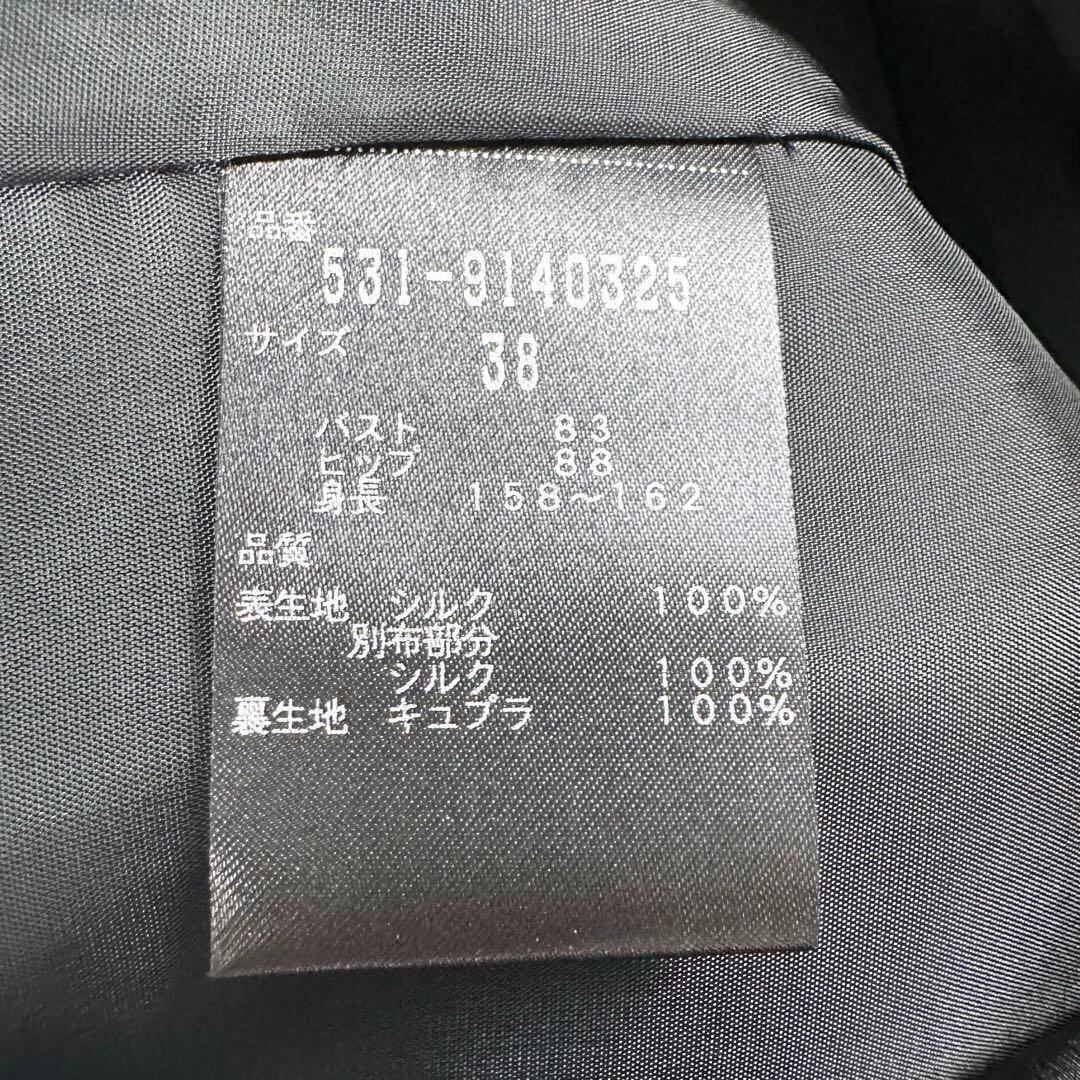 品番
531-9140325
サイズ 38
バスト 83
ヒップ 88
身長 158~162
品質
表生地 シルク 100%
別布部分
シルク 100%
裏生地 キュプラ 100%